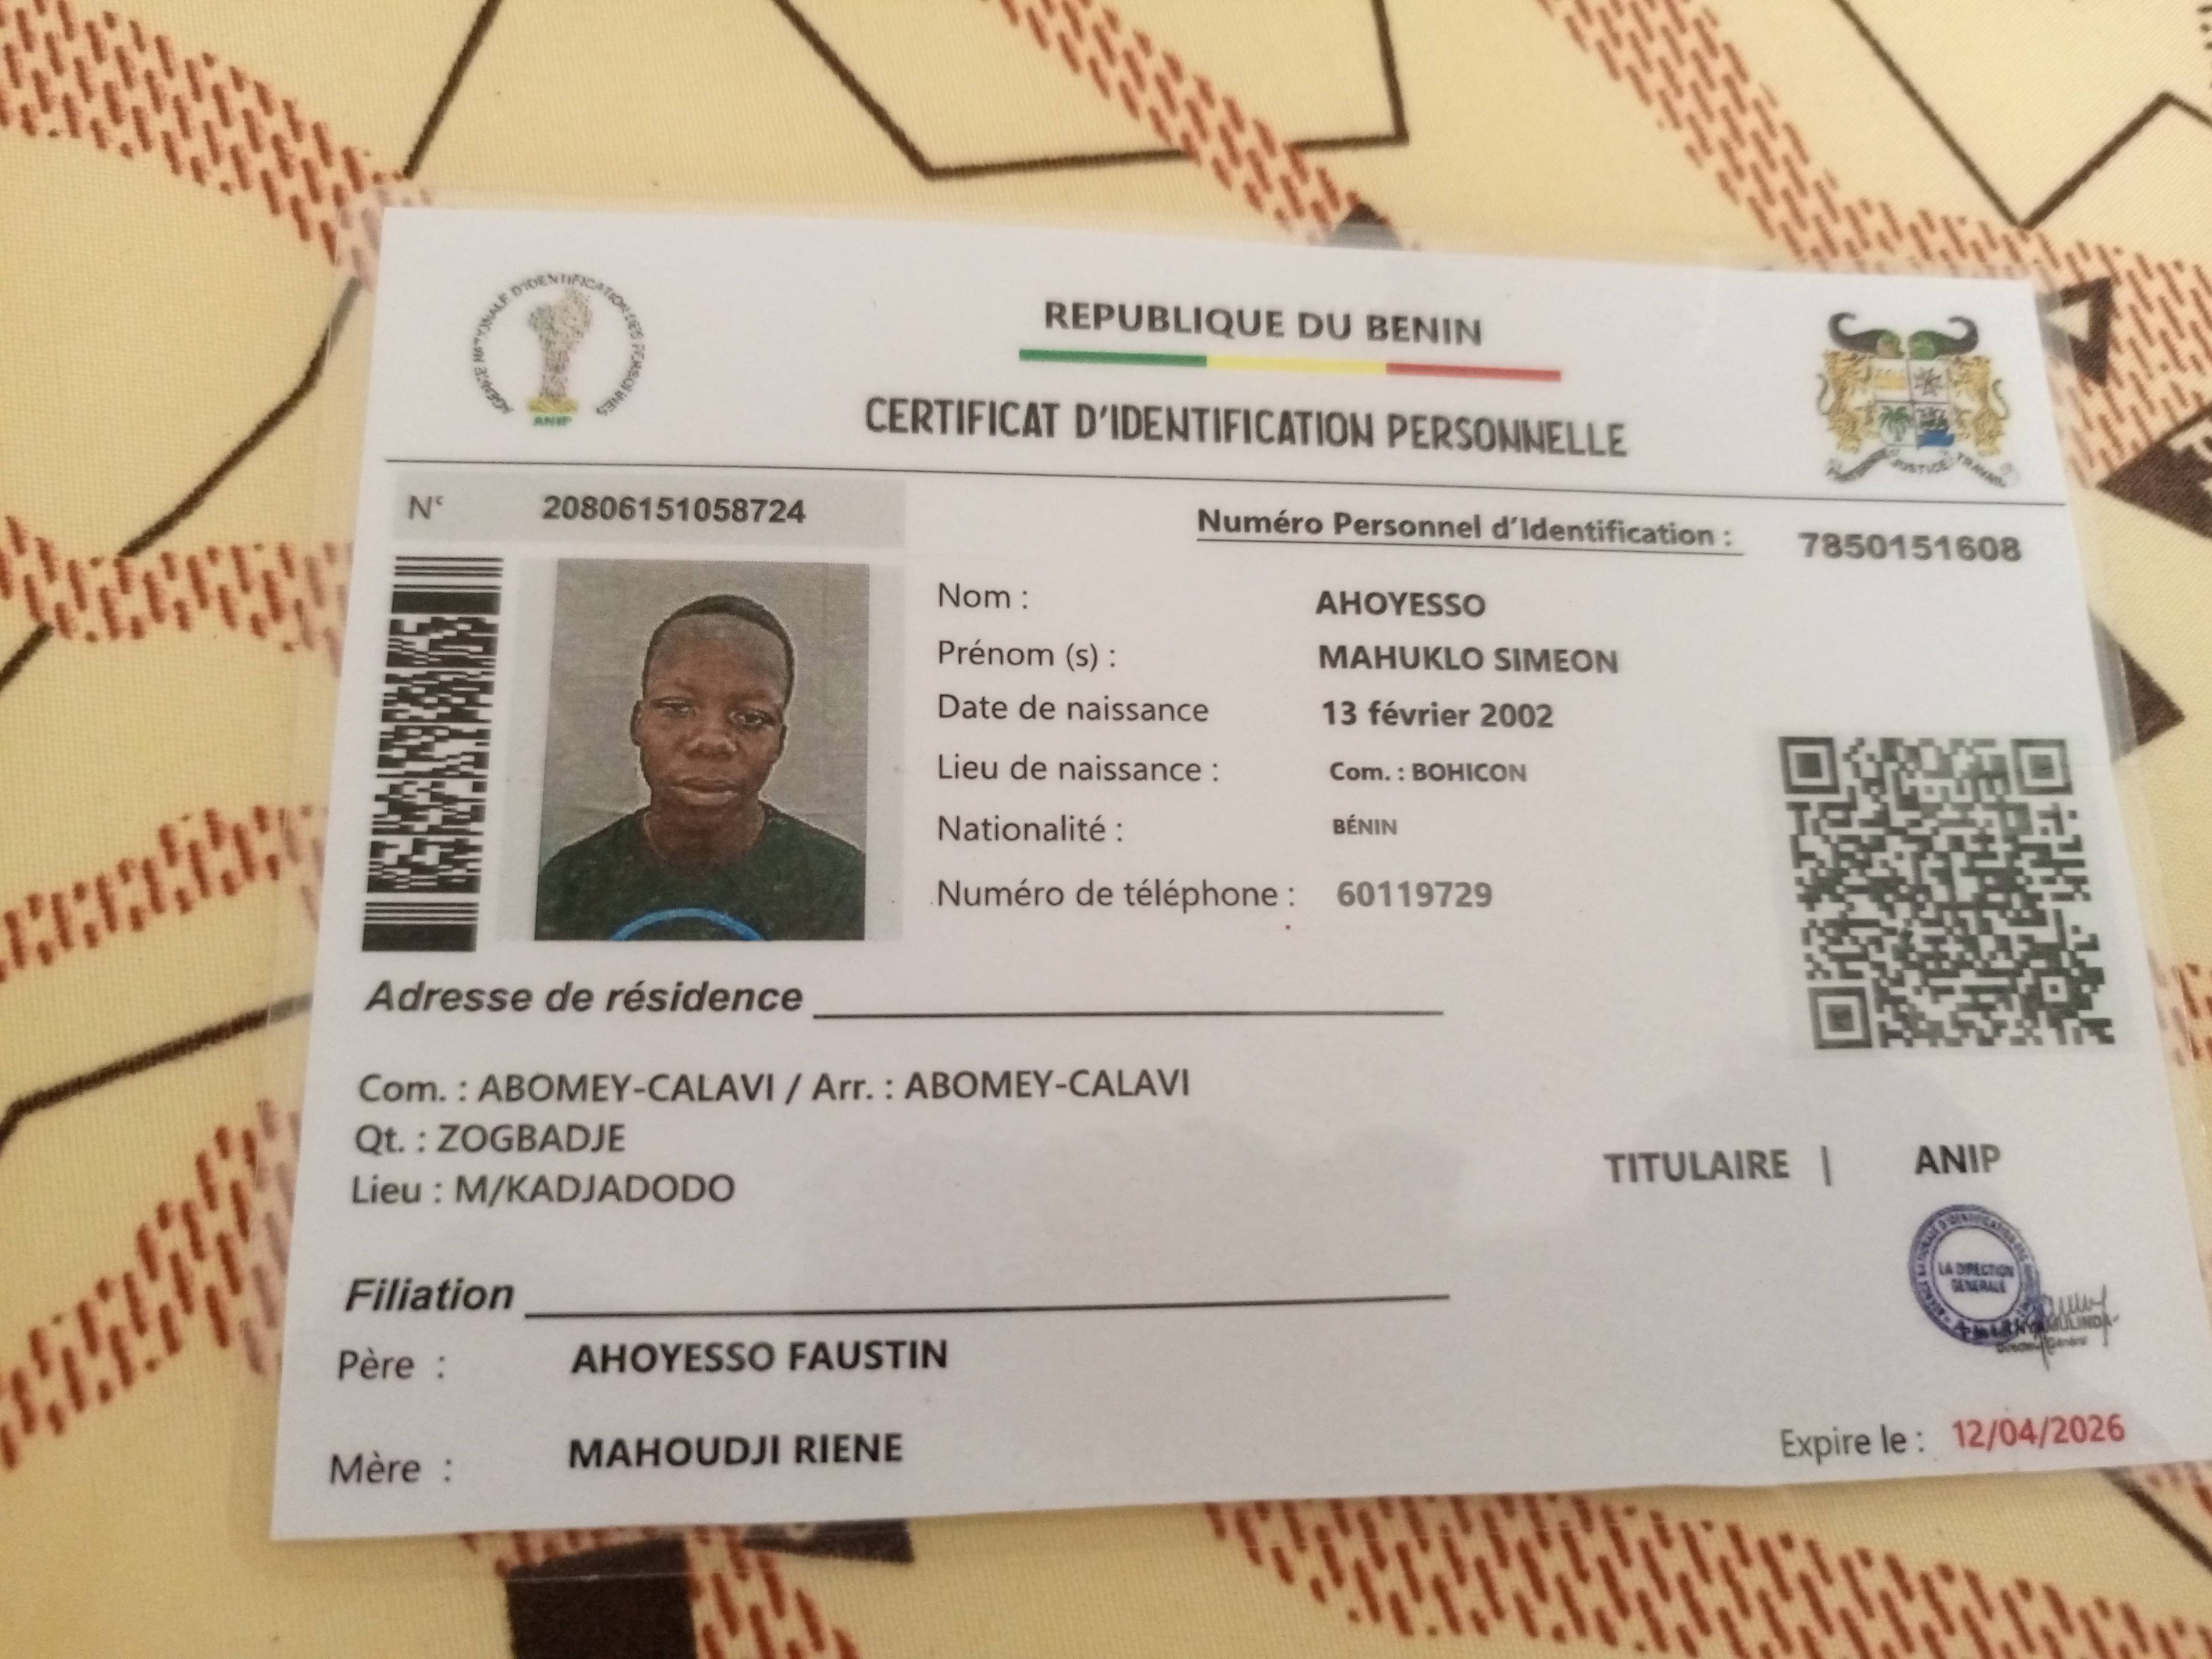 AGENCE NATIONALE D'IDENTIFICATION DES PERSONNES
ANIP
REPUBLIQUE DU BENIN
CERTIFICAT D'IDENTIFICATION PERSONNELLE
JUSTICE TRAVAIL
N° 20806151058724
Numéro Personnel d'Identification : 7850151608
Nom : AHOYESSO
Prénom (s) : MAHUKLO SIMEON
Date de naissance 13 février 2002
Lieu de naissance : Com. : BOHICON
Nationalité : BÉNIN
Numéro de téléphone : 60119729
Adresse de résidence
Com. : ABOMEY-CALAVI / Arr. : ABOMEY-CALAVI
Qt. : ZOGBADJE
Lieu : M/KADJADODO
TITULAIRE | ANIP
LA DIRECTION
GENERALE
Directeur Général
Filiation
Père : AHOYESSO FAUSTIN
Mère : MAHOUDJI RIENE
Expire le : 12/04/2026